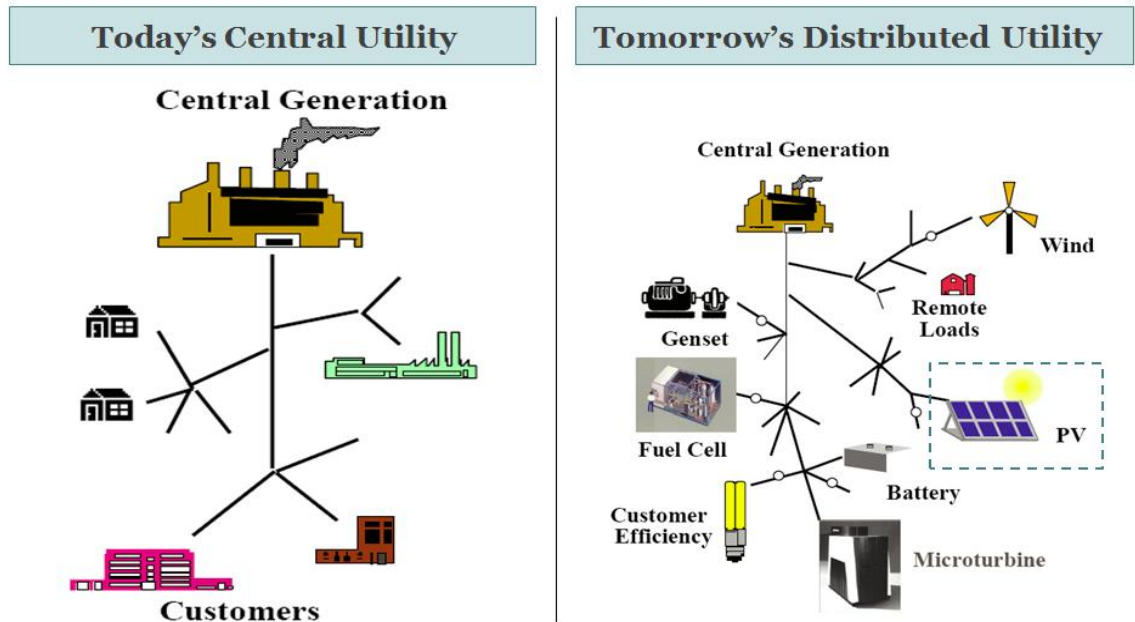 Today's Central Utility
Central Generation
Customers
Tomorrow's Distributed Utility
Central Generation
Wind
Remote
Loads
Genset
Fuel Cell
PV
Battery
Customer
Efficiency
Microturbine